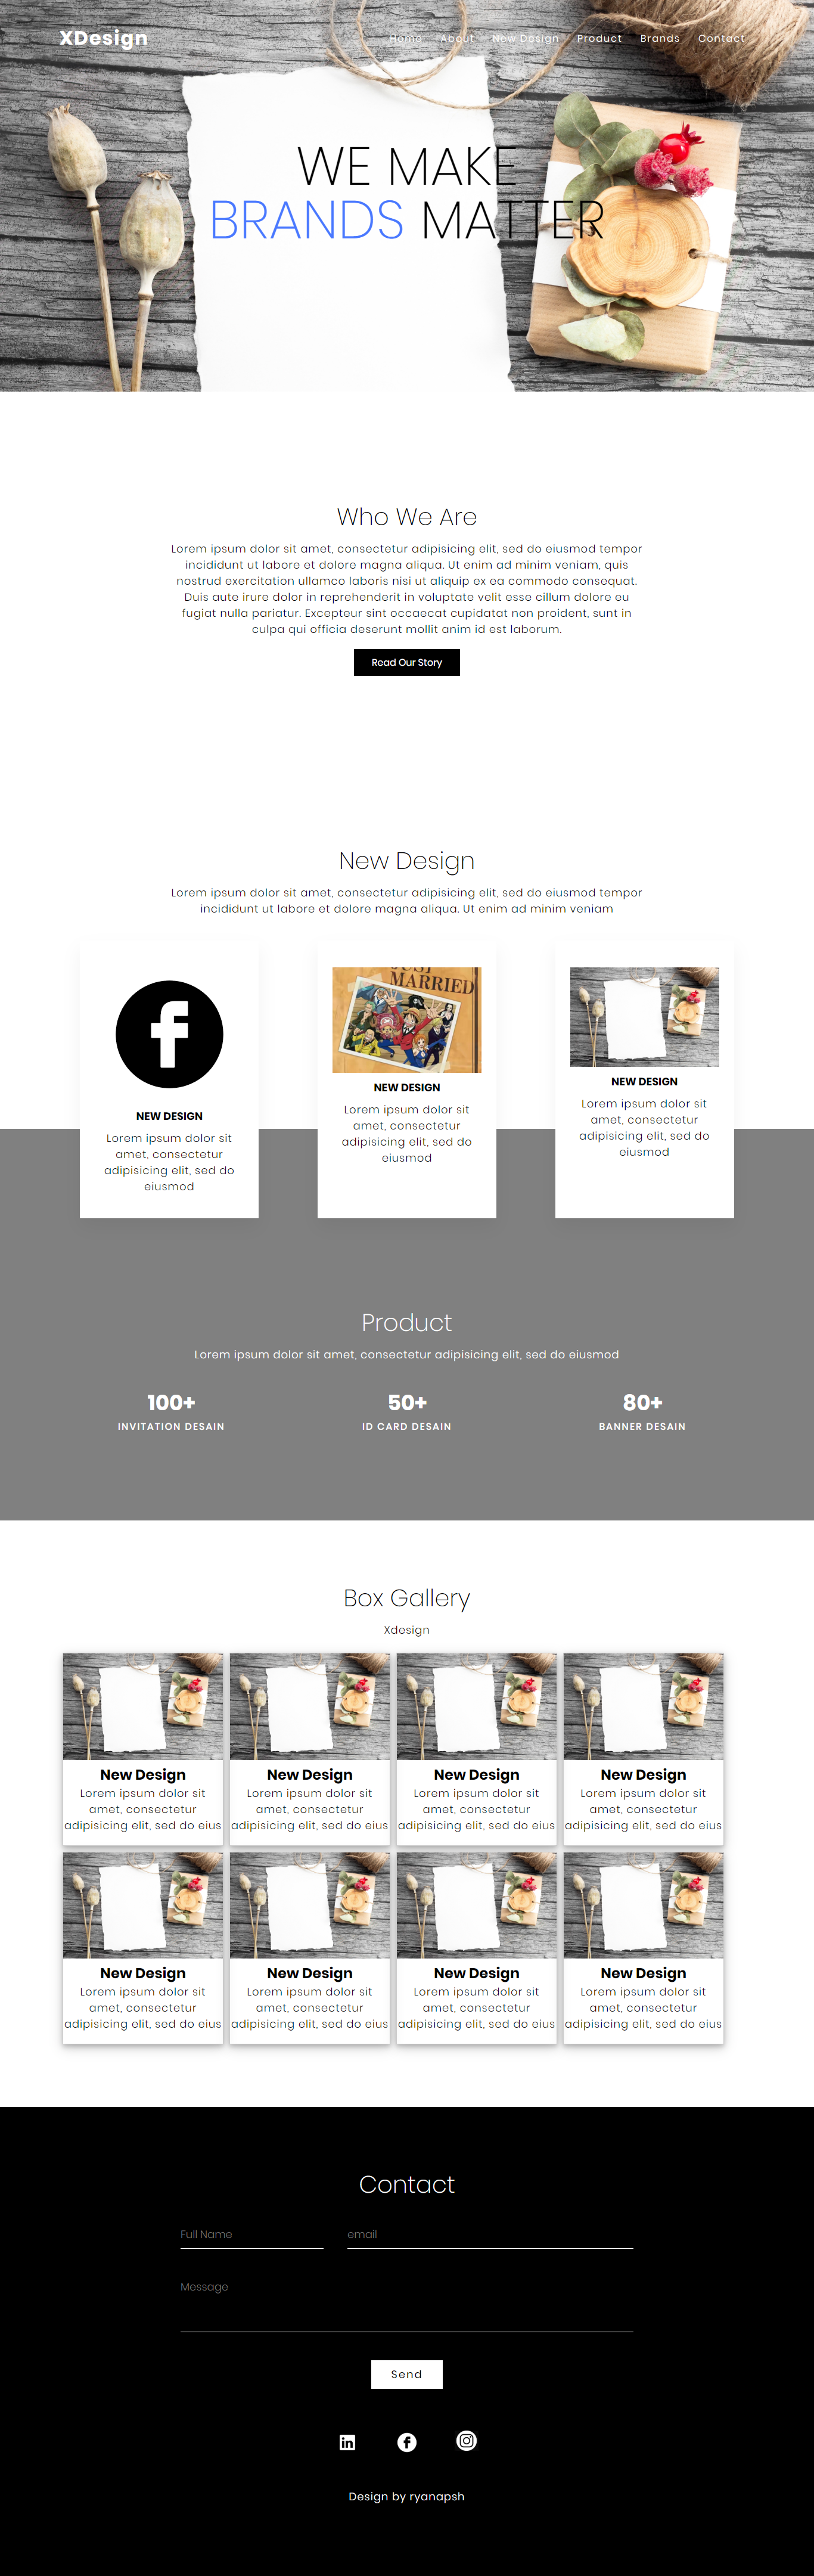 XDesign
Home About New Design Product Brands Contact
WE MAKE
BRANDS MATTER
Who We Are
Lorem ipsum dolor sit amet, consectetur adipisicing elit, sed do eiusmod tempor
incididunt ut labore et dolore magna aliqua. Ut enim ad minim veniam, quis
nostrud exercitation ullamco laboris nisi ut aliquip ex ea commodo consequat.
Duis aute irure dolor in reprehenderit in voluptate velit esse cillum dolore eu
fugiat nulla pariatur. Excepteur sint occaecat cupidatat non proident, sunt in
culpa qui officia deserunt mollit anim id est laborum.
Read Our Story
New Design
Lorem ipsum dolor sit amet, consectetur adipisicing elit, sed do eiusmod tempor
incididunt ut labore et dolore magna aliqua. Ut enim ad minim veniam
NEW DESIGN
Lorem ipsum dolor sit
amet, consectetur
adipisicing elit, sed do
eiusmod
JUST
MARRIED
NEW DESIGN
Lorem ipsum dolor sit
amet, consectetur
adipisicing elit, sed do
eiusmod
NEW DESIGN
Lorem ipsum dolor sit
amet, consectetur
adipisicing elit, sed do
eiusmod
Product
Lorem ipsum dolor sit amet, consectetur adipisicing elit, sed do eiusmod
100+
INVITATION DESAIN
50+
ID CARD DESAIN
80+
BANNER DESAIN
Box Gallery
Xdesign
New Design
Lorem ipsum dolor sit
amet, consectetur
adipisicing elit, sed do eius
New Design
Lorem ipsum dolor sit
amet, consectetur
adipisicing elit, sed do eius
New Design
Lorem ipsum dolor sit
amet, consectetur
adipisicing elit, sed do eius
New Design
Lorem ipsum dolor sit
amet, consectetur
adipisicing elit, sed do eius
New Design
Lorem ipsum dolor sit
amet, consectetur
adipisicing elit, sed do eius
New Design
Lorem ipsum dolor sit
amet, consectetur
adipisicing elit, sed do eius
New Design
Lorem ipsum dolor sit
amet, consectetur
adipisicing elit, sed do eius
New Design
Lorem ipsum dolor sit
amet, consectetur
adipisicing elit, sed do eius
Contact
Full Name
email
Message
Send
Design by ryanapsh